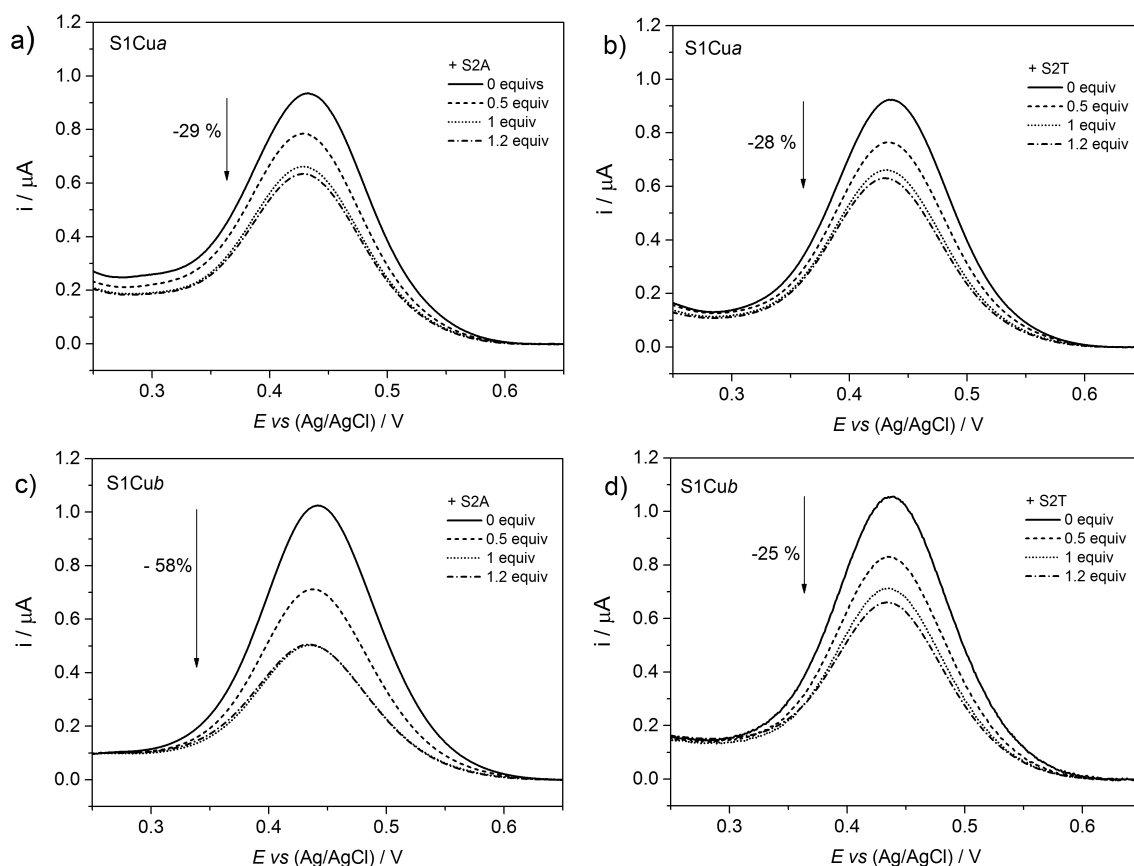 a)
S1Cua
+ S2A
0 equivs
0.5 equiv
1 equiv
1.2 equiv
-29 %
1.2
1.0
0.8
0.6
0.4
0.2
0.0
i / μA
0.3 0.4 0.5 0.6
E vs (Ag/AgCl) / V
b)
S1Cua
+ S2T
0 equiv
0.5 equiv
1 equiv
1.2 equiv
-28 %
1.2
1.0
0.8
0.6
0.4
0.2
0.0
i / μA
0.3 0.4 0.5 0.6
E vs (Ag/AgCl) / V
c)
S1Cub
+ S2A
0 equiv
0.5 equiv
1 equiv
1.2 equiv
- 58%
1.2
1.0
0.8
0.6
0.4
0.2
0.0
i / μA
0.3 0.4 0.5 0.6
E vs (Ag/AgCl) / V
d)
S1Cub
+ S2T
0 equiv
0.5 equiv
1 equiv
1.2 equiv
-25 %
1.2
1.0
0.8
0.6
0.4
0.2
0.0
i / μA
0.3 0.4 0.5 0.6
E vs (Ag/AgCl) / V